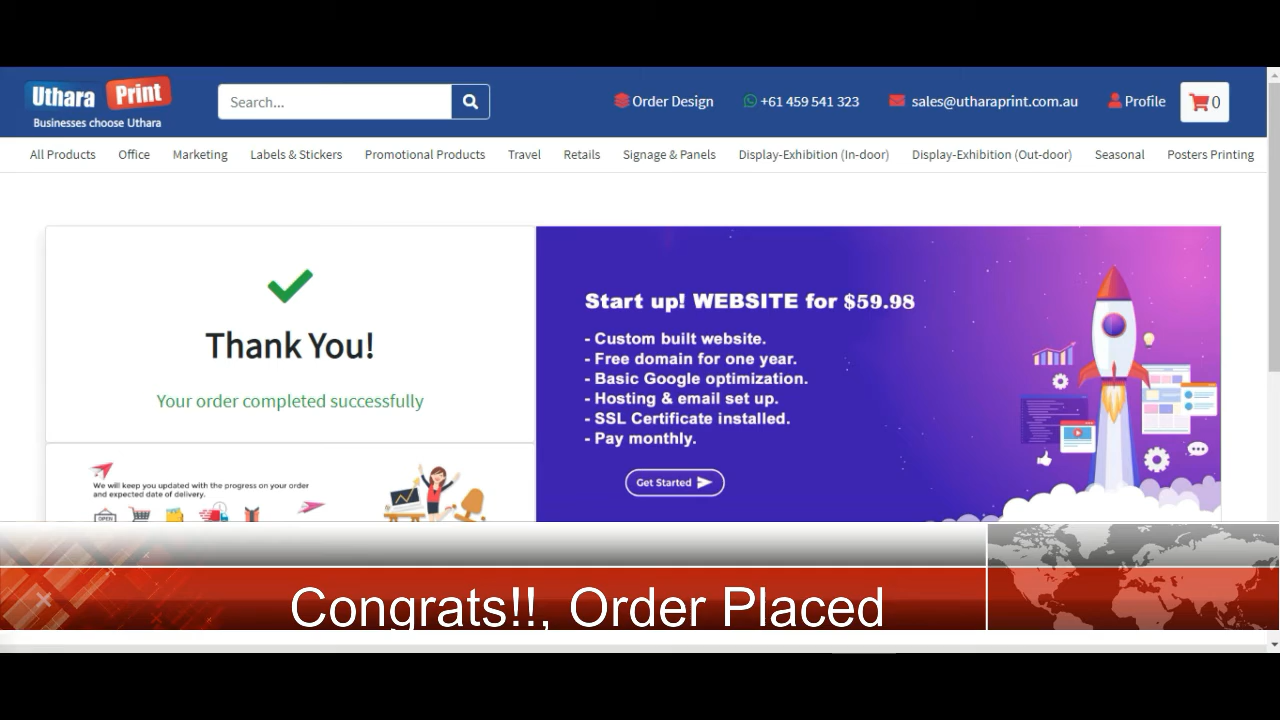 Uthara Print
Businesses choose Uthara
Search...
Order Design
+61 459 541 323
sales@utharaprint.com.au
Profile
0
All Products
Office
Marketing
Labels & Stickers
Promotional Products
Travel
Retails
Signage & Panels
Display-Exhibition (In-door)
Display-Exhibition (Out-door)
Seasonal
Posters Printing
Thank You!
Your order completed successfully
We will keep you updated with the progress on your order
and expected date of delivery.
OPEN
Start up! WEBSITE for $59.98
- Custom built website.
- Free domain for one year.
- Basic Google optimization.
- Hosting & email set up.
- SSL Certificate installed.
- Pay monthly.
Get Started
Congrats!!, Order Placed